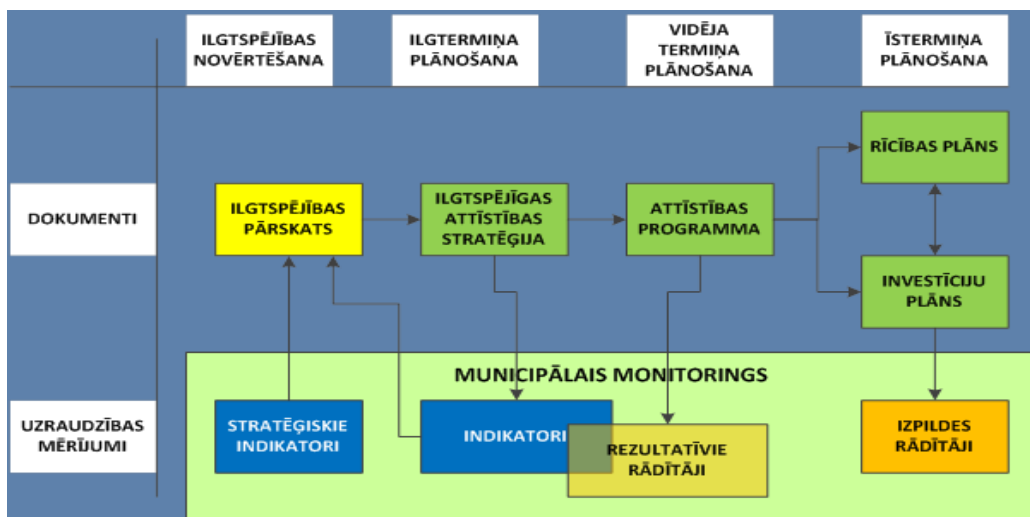 ILGTSPĒJĪBAS
NOVĒRTĒŠANA
ILGTERMIŅA
PLĀNOŠANA
VIDĒJA
TERMIŅA
PLĀNOŠANA
ĪSTERMIŅA
PLĀNOŠANA
DOKUMENTI
ILGTSPĒJĪBAS
PĀRSKATS
ILGTSPĒJĪGAS
ATTĪSTĪBAS
STRATĒĢIJA
ATTĪSTĪBAS
PROGRAMMA
RĪCĪBAS PLĀNS
INVESTĪCIJU
PLĀNS
MUNICIPĀLAIS MONITORINGS
UZRAUDZĪBAS
MĒRĪJUMI
STRATĒĢISKIE
INDIKATORI
INDIKATORI
REZULTATĪVIE
RĀDĪTĀJI
IZPILDES
RĀDĪTĀJI